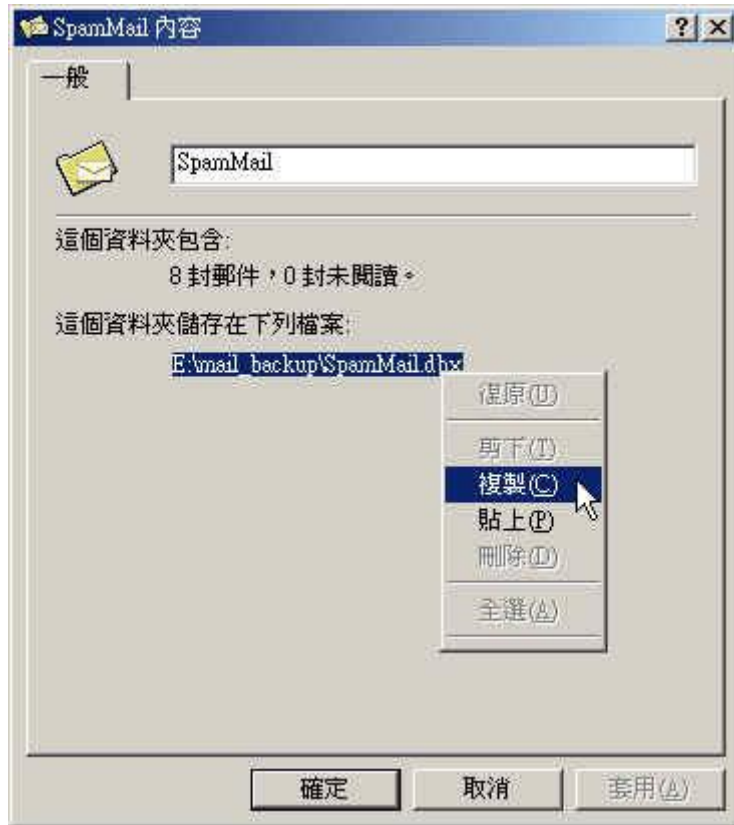 SpamMail 內容
一般
SpamMail
這個資料夾包含:
8 封郵件，0 封未閱讀。
這個資料夾儲存在下列檔案:
E:\mail_backup\SpamMail.dbx
復原(U)
剪下(T)
複製(C)
貼上(P)
刪除(D)
全選(A)
確定
取消
套用(A)